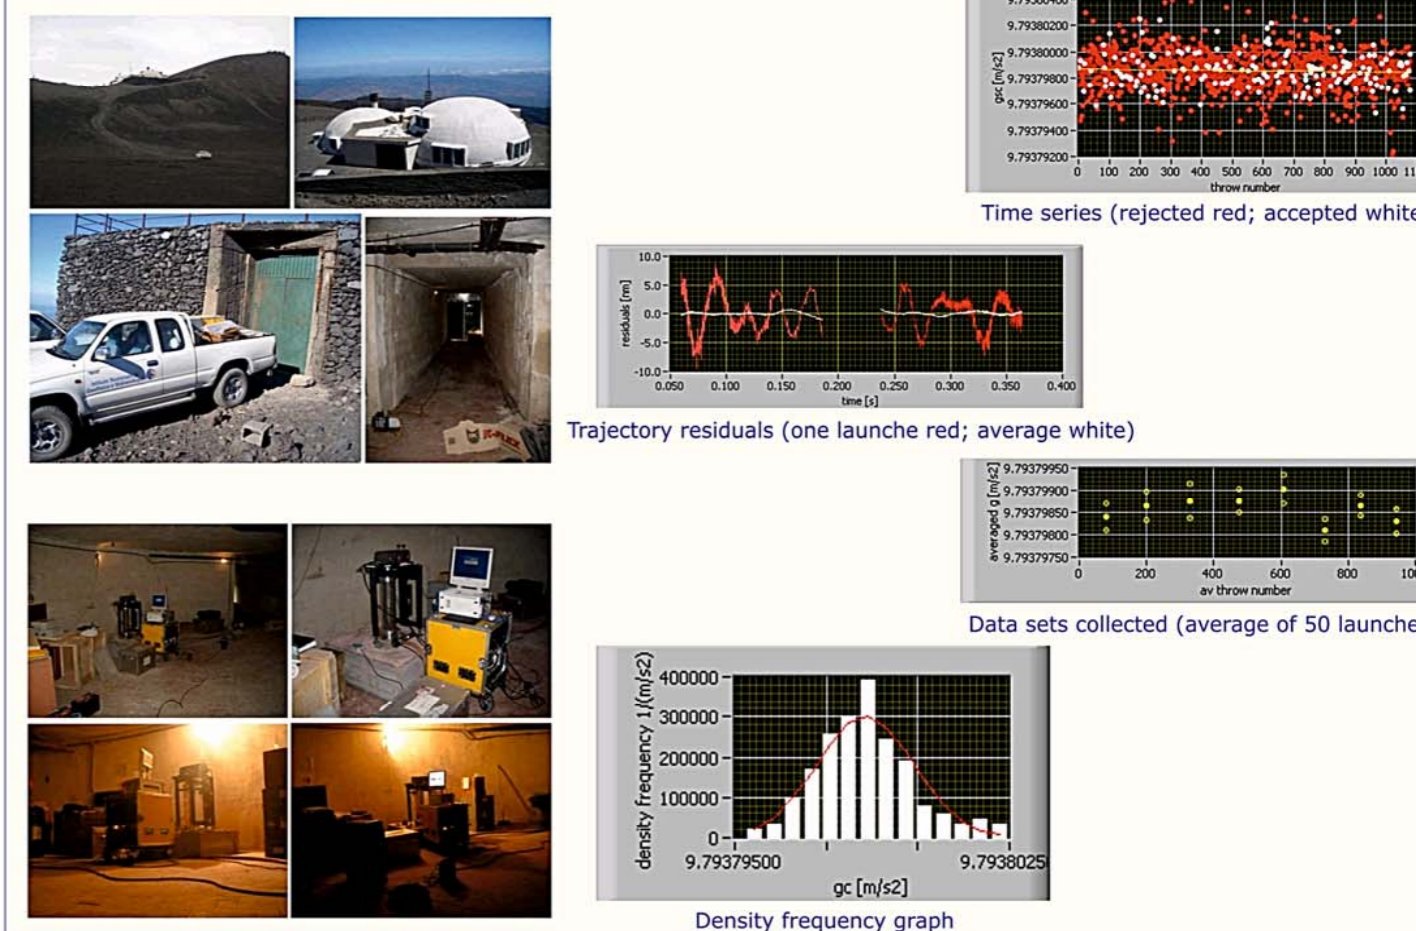 9.79380200
9.79380000
9.79379800
9.79379600
9.79379400
9.79379200
gsc [m/s2]
0 100 200 300 400 500 600 700 800 900 1000
throw number
Time series (rejected red; accepted white
10.0
5.0
0.0
-5.0
-10.0
residuals [nm]
0.050 0.100 0.150 0.200 0.250 0.300 0.350 0.400
time [s]
Trajectory residuals (one launche red; average white)
9.79379950
9.79379900
9.79379850
9.79379800
9.79379750
averaged g [m/s2]
0 200 400 600 800
av throw number
Data sets collected (average of 50 launche
400000
300000
200000
100000
0
density frequency 1/(m/s2)
9.79379500 9.7938025
gc [m/s2]
Density frequency graph